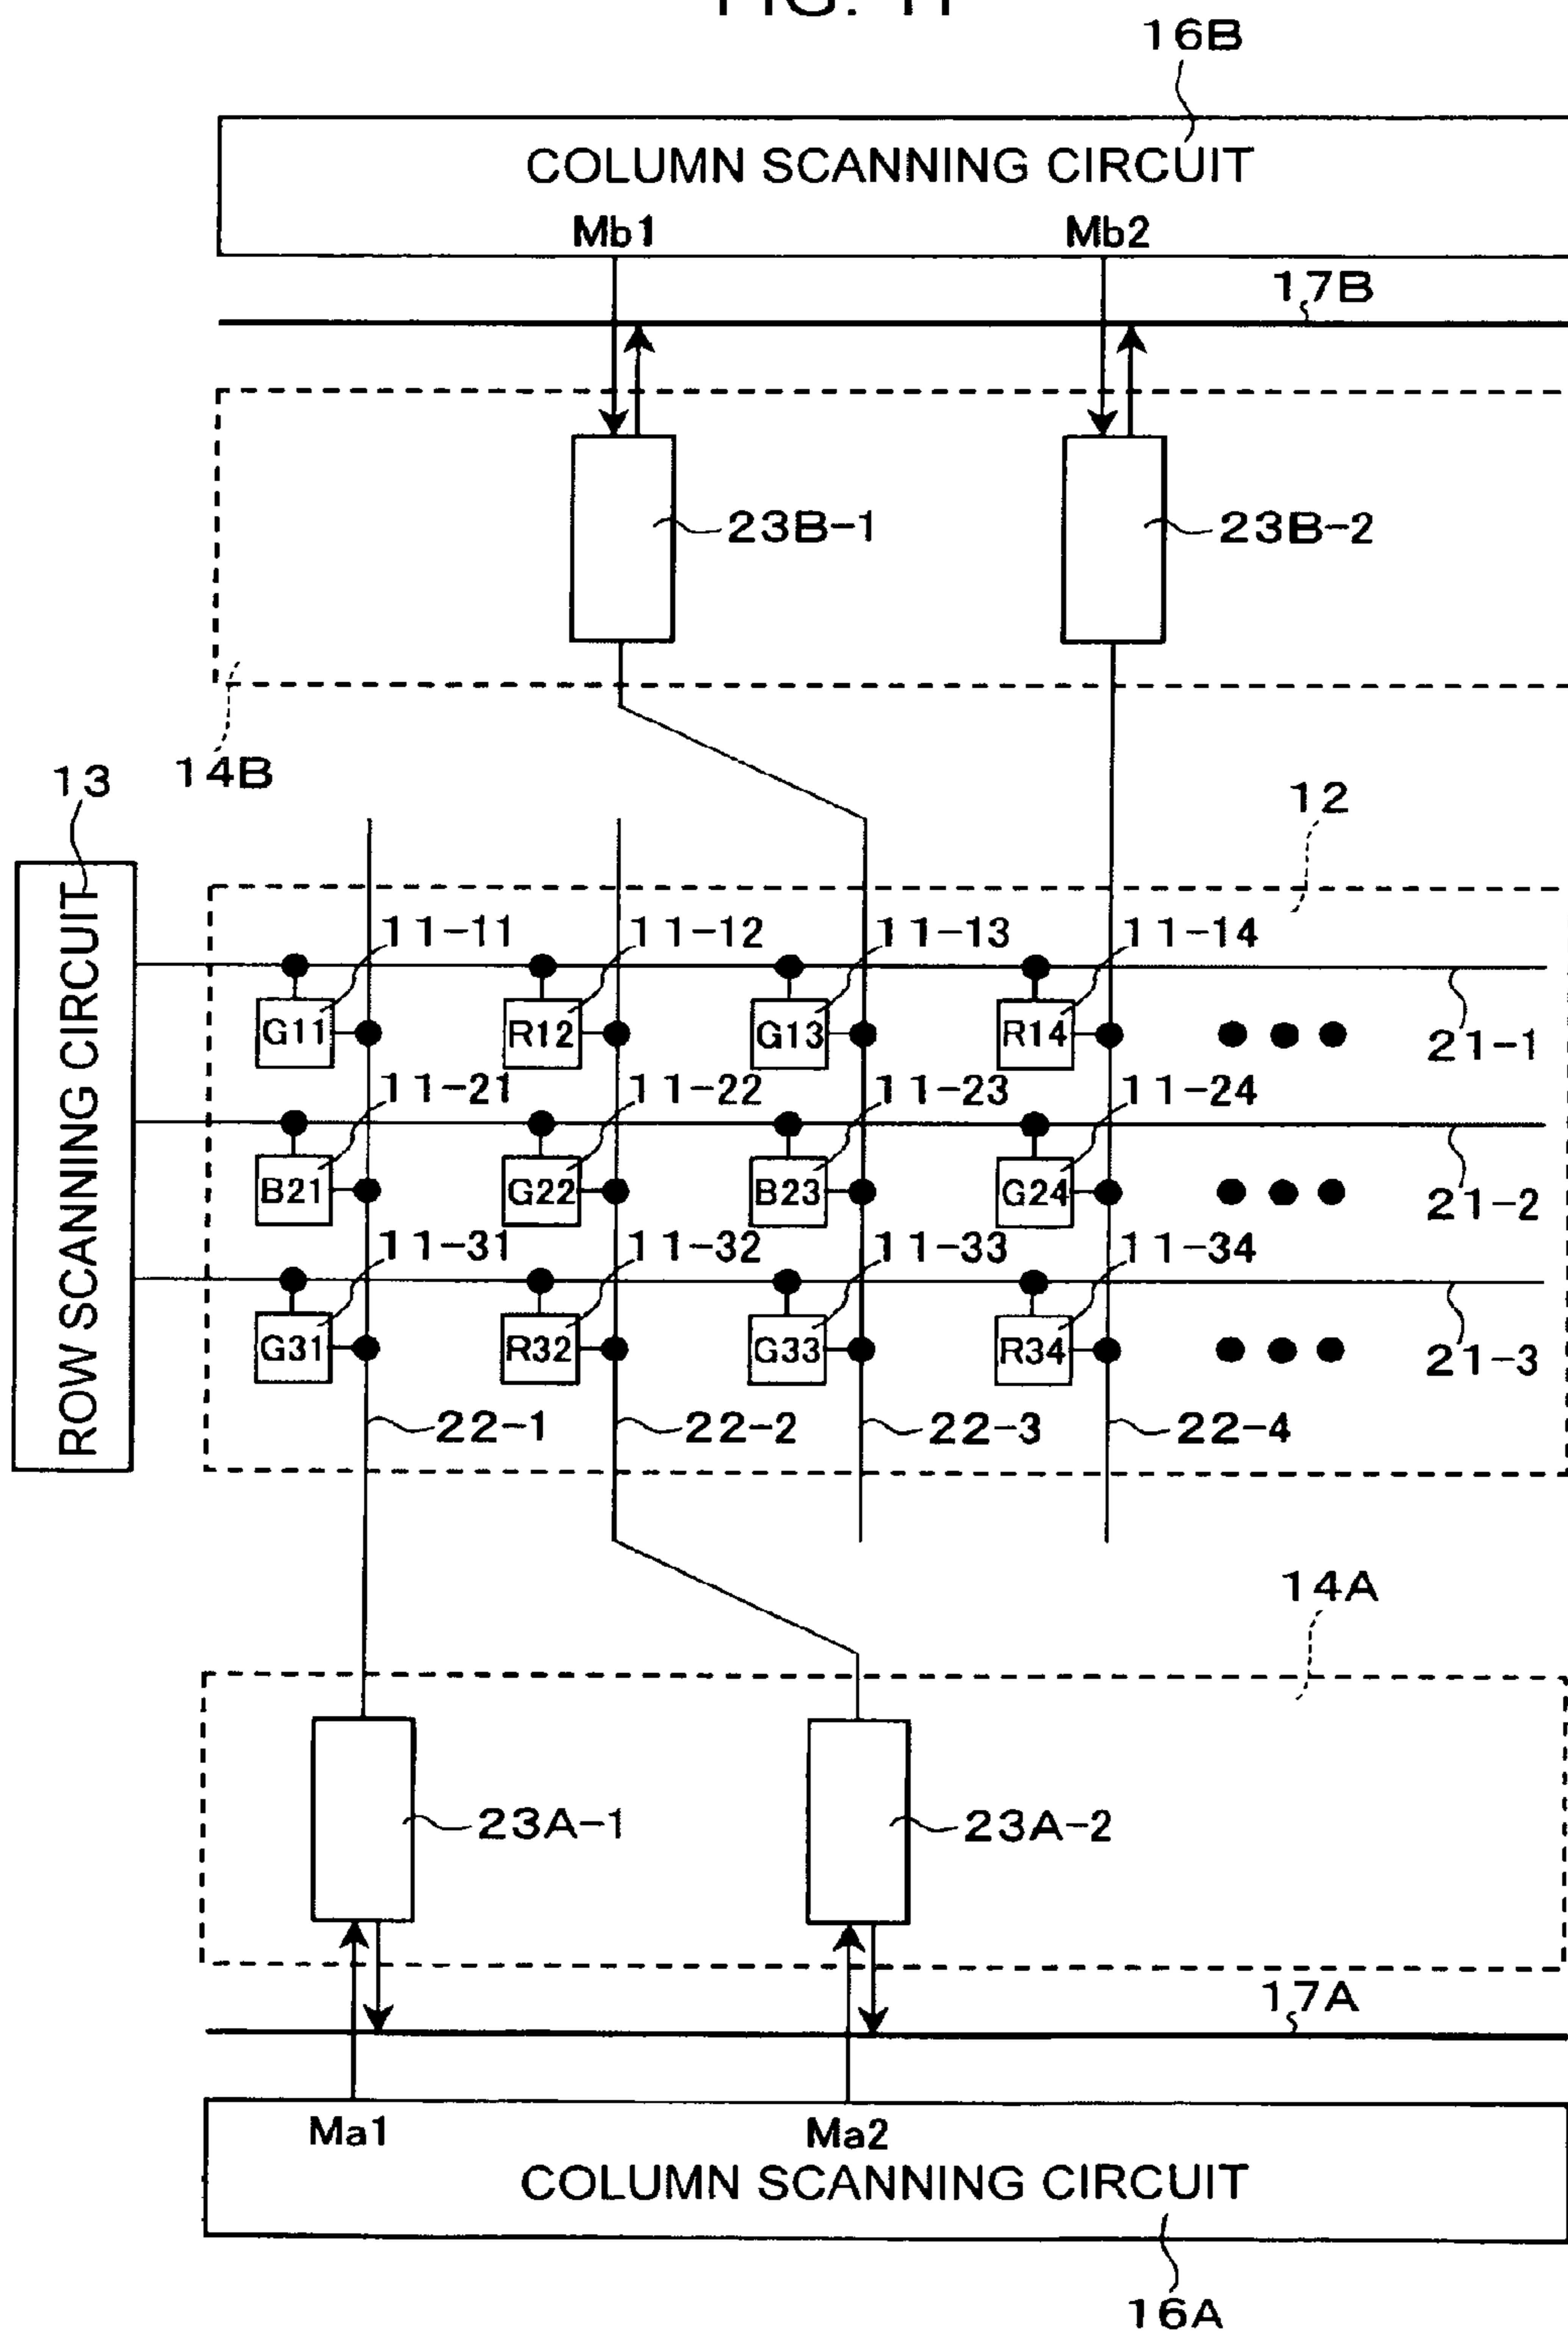 16B
COLUMN SCANNING CIRCUIT
Mb1 Mb2
17B
23B-1 23B-2
14B
13
12
ROW SCANNING CIRCUIT
11-11 11-12 11-13 11-14
G11 R12 G13 R14
21-1
11-21 11-22 11-23 11-24
B21 G22 B23 G24
21-2
11-31 11-32 11-33 11-34
G31 R32 G33 R34
21-3
22-1 22-2 22-3 22-4
14A
23A-1 23A-2
17A
Ma1 Ma2
COLUMN SCANNING CIRCUIT
16A